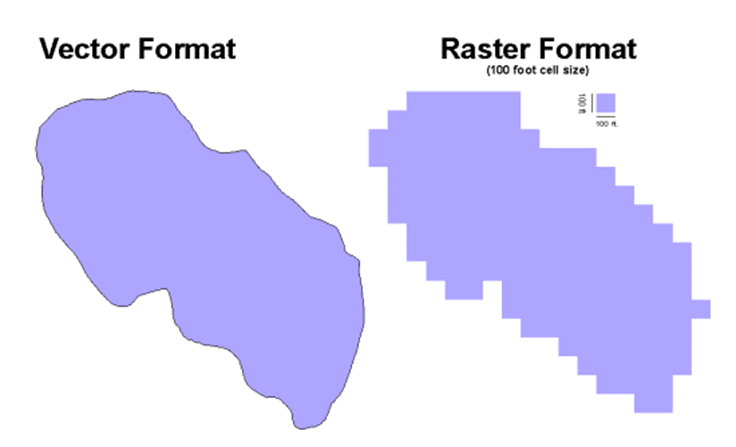 Vector Format
Raster Format
(100 foot cell size)
100 ft
100 ft.